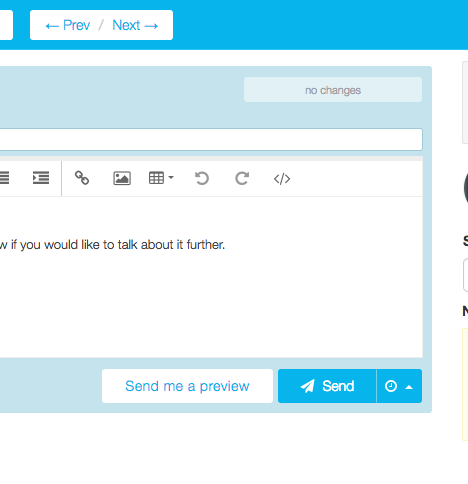 ← Prev / Next →
no changes
</>
if you would like to talk about it further.
Send me a preview
Send